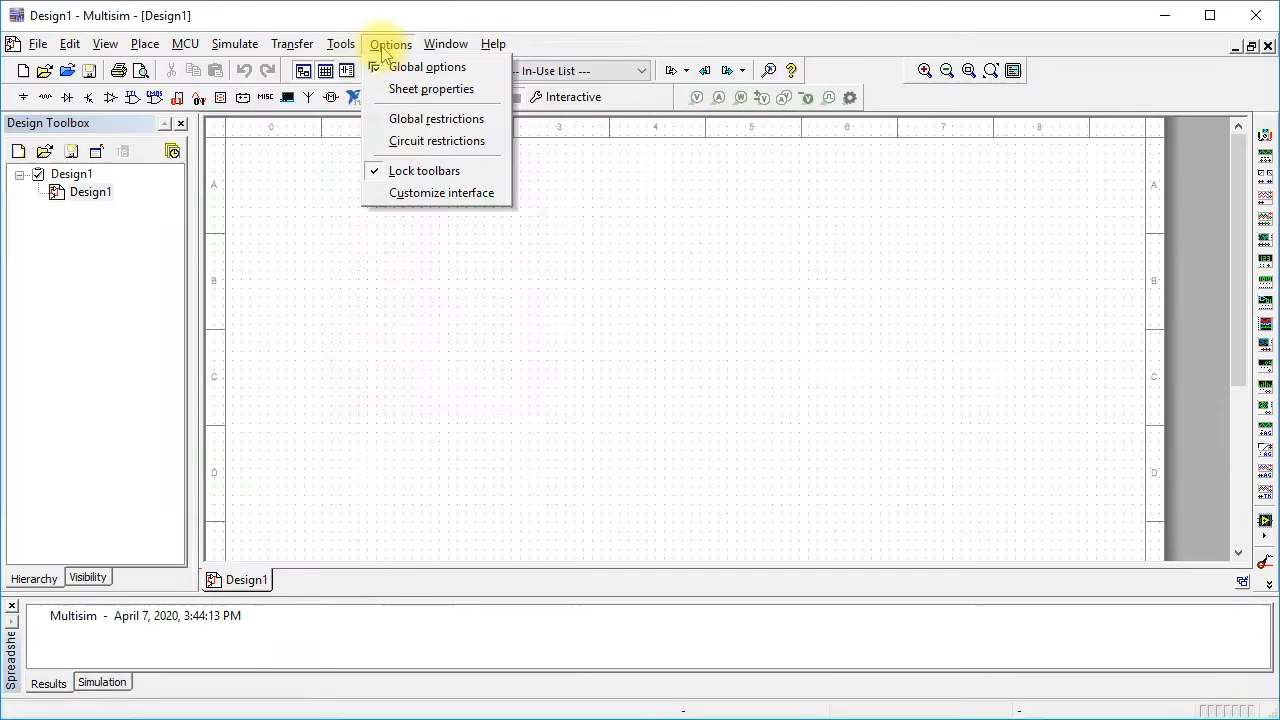 Design1 - Multisim - [Design1]
File Edit View Place MCU Simulate Transfer Tools Options Window Help
Global options
Sheet properties
Global restrictions
Circuit restrictions
Lock toolbars
Customize interface
-- In-Use List ---
MISC
Interactive
Design Toolbox
Design1
Design1
Hierarchy Visibility
0 3 4 5 6 7 8
A A
B B
C C
D D
Design1
Multisim - April 7, 2020, 3:44:13 PM
Spreadshe
Results Simulation
- -